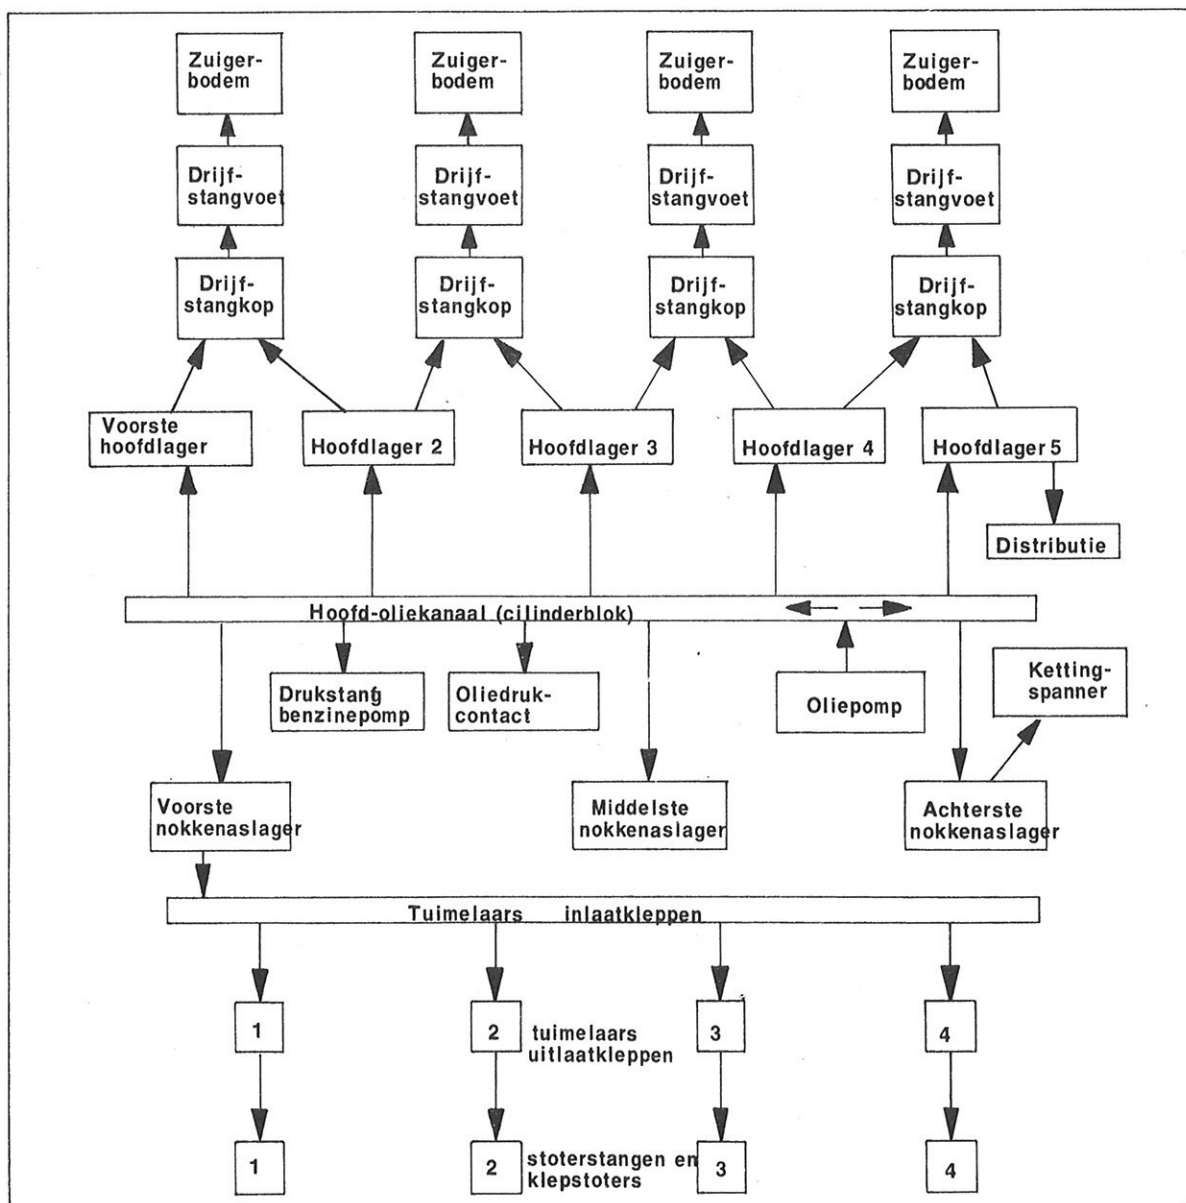 Zuiger-
bodem
Zuiger-
bodem
Zuiger-
bodem
Zuiger-
bodem
Drijf-
stangvoet
Drijf-
stangvoet
Drijf-
stangvoet
Drijf-
stangvoet
Drijf-
stangkop
Drijf-
stangkop
Drijf-
stangkop
Drijf-
stangkop
Voorste
hoofdlager
Hoofdlager 2
Hoofdlager 3
Hoofdlager 4
Hoofdlager 5
Distributie
Hoofd-oliekanaal (cilinderblok)
Drukstang
benzinepomp
Oliedruk-
contact
Oliepomp
Ketting-
spanner
Voorste
nokkenaslager
Middelste
nokkenaslager
Achterste
nokkenaslager
Tuimelaars inlaatkleppen
1
2
tuimelaars
uitlaatkleppen
3
4
1
2
stoterstangen en
klepstoters
3
4